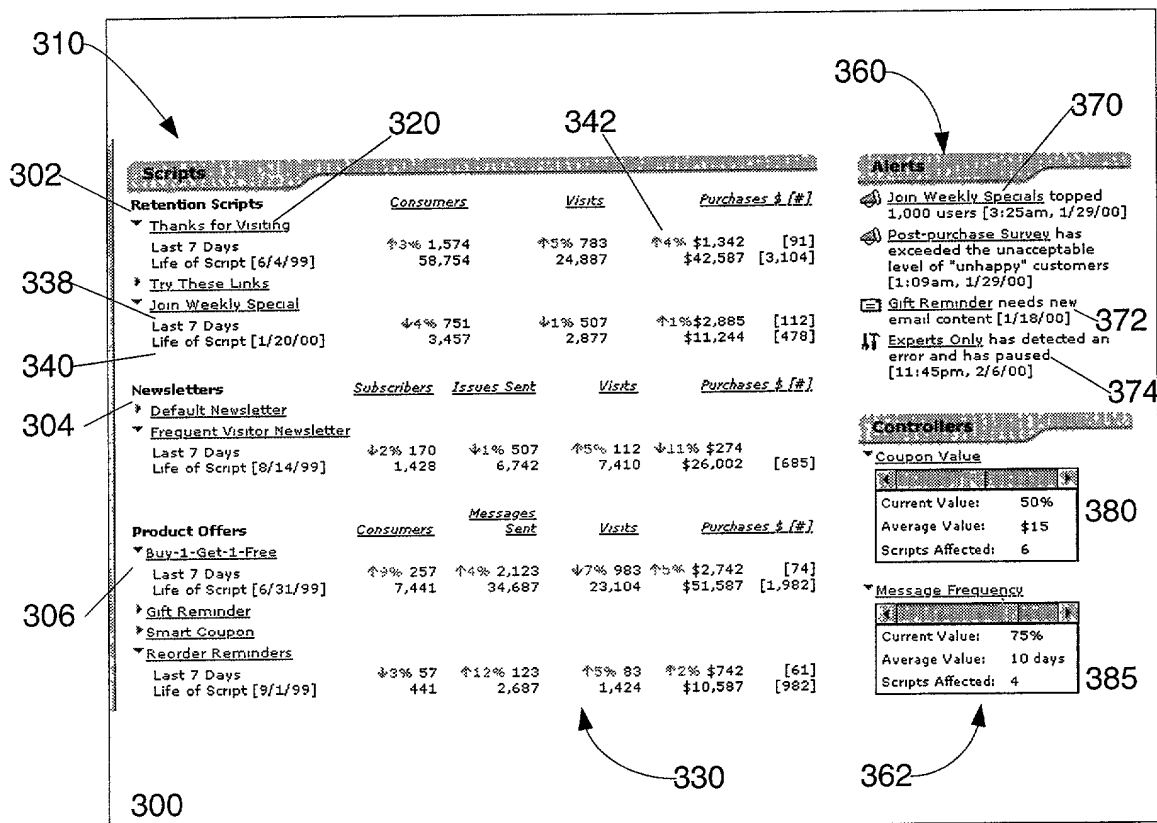 310
360
370
320
342
302
Scripts
Retention Scripts Consumers Visits Purchases $ [#]
Thanks for Visiting
Last 7 Days ↑3% 1,574 ↑5% 783 ↑4% $1,342 [91]
Life of Script [6/4/99] 58,754 24,887 $42,587 [3,104]
338
Try These Links
Join Weekly Special
Last 7 Days ↓4% 751 ↓1% 507 ↑1% $2,885 [112]
Life of Script [1/20/00] 3,457 2,877 $11,244 [478]
340
Newsletters Subscribers Issues Sent Visits Purchases $ [#]
304
Default Newsletter
Frequent Visitor Newsletter
Last 7 Days ↓2% 170 ↓1% 507 ↑5% 112 ↓11% $274
Life of Script [8/14/99] 1,428 6,742 7,410 $26,002 [685]
Product Offers Consumers Messages Sent Visits Purchases $ [#]
Buy-1-Get-1-Free
Last 7 Days ↑9% 257 ↑4% 2,123 ↓7% 983 ↑5% $2,742 [74]
Life of Script [6/31/99] 7,441 34,687 23,104 $51,587 [1,982]
306
Gift Reminder
Smart Coupon
Reorder Reminders
Last 7 Days ↓3% 57 ↑12% 123 ↑5% 83 ↑2% $742 [61]
Life of Script [9/1/99] 441 2,687 1,424 $10,587 [982]
330
300
Alerts
Join Weekly Specials topped
1,000 users [3:25am, 1/29/00]
Post-purchase Survey has
exceeded the unacceptable
level of "unhappy" customers
[1:09am, 1/29/00]
Gift Reminder needs new
email content [1/18/00]
372
Experts Only has detected an
error and has paused
[11:45pm, 2/6/00]
374
Controllers
Coupon Value
Current Value: 50%
Average Value: $15
Scripts Affected: 6
380
Message Frequency
Current Value: 75%
Average Value: 10 days
Scripts Affected: 4
385
362